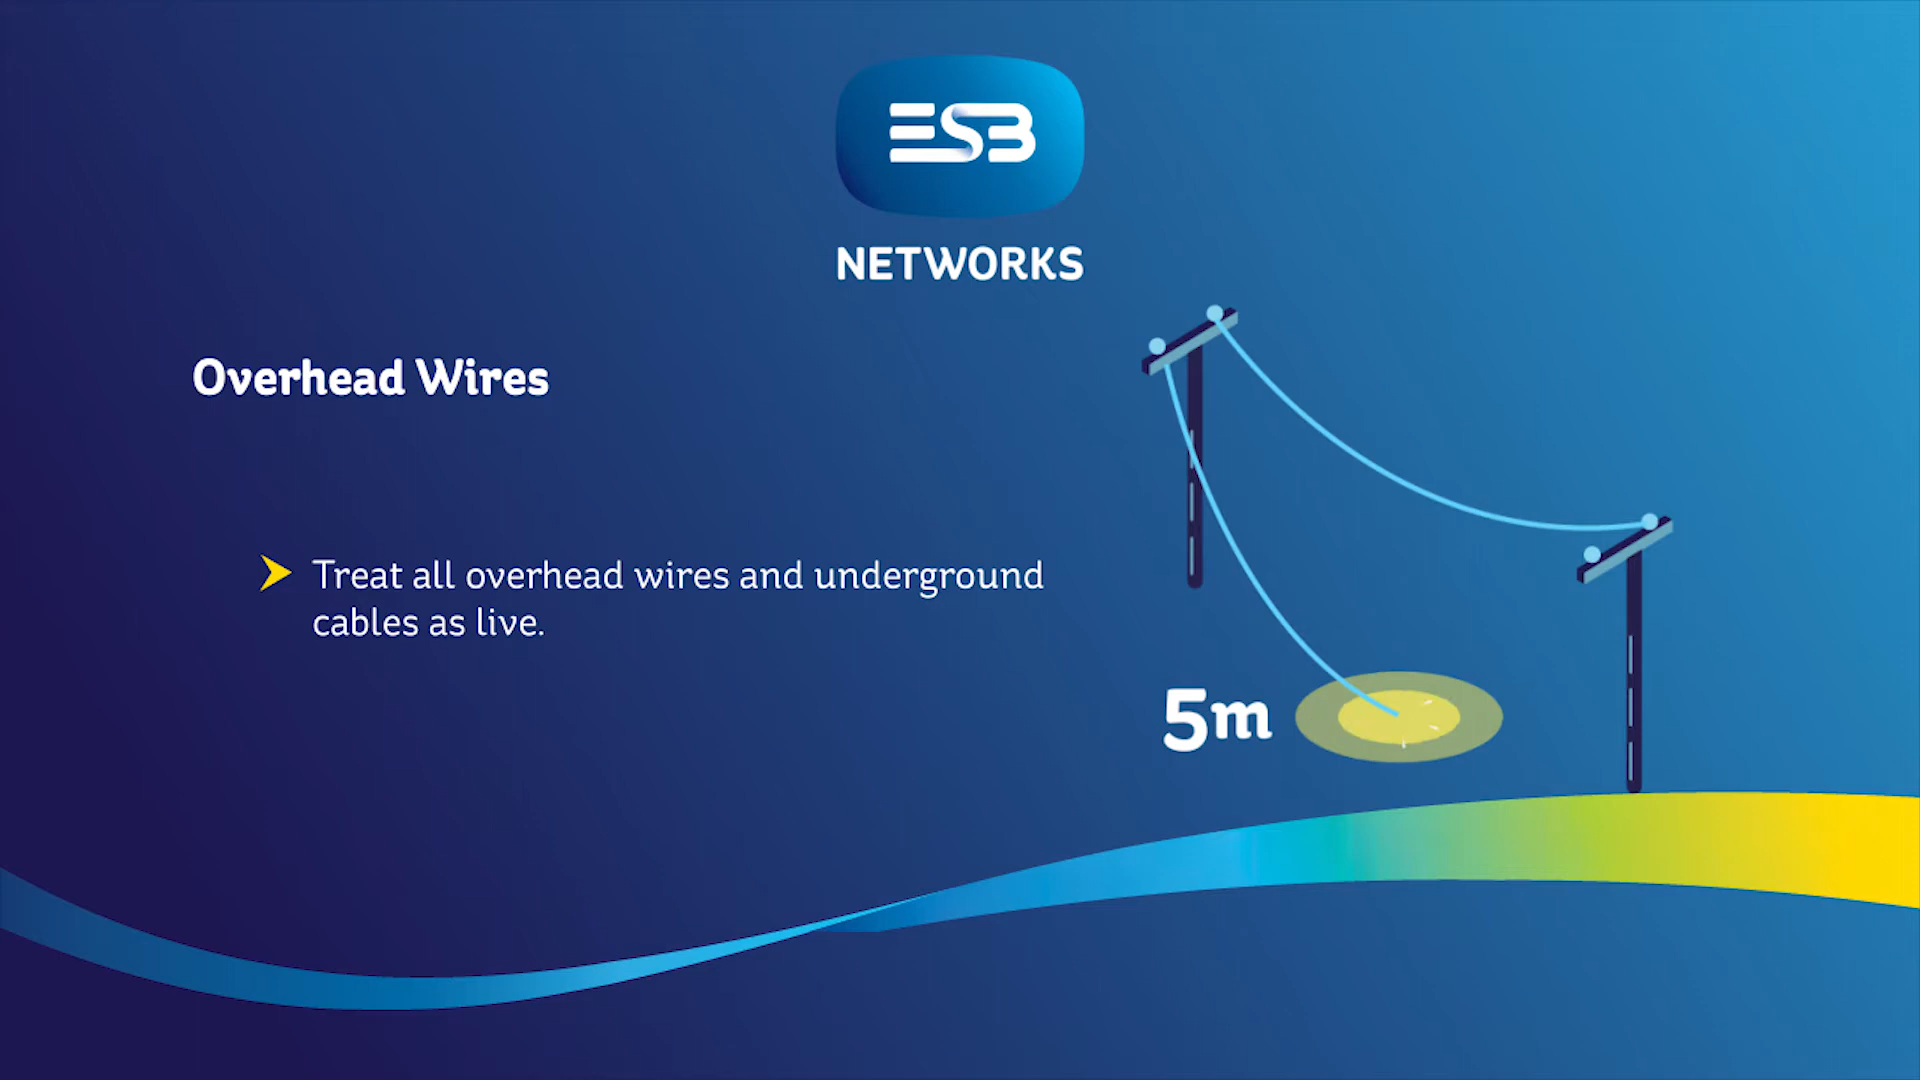 ESB
NETWORKS
Overhead Wires
Treat all overhead wires and underground
cables as live.
5m